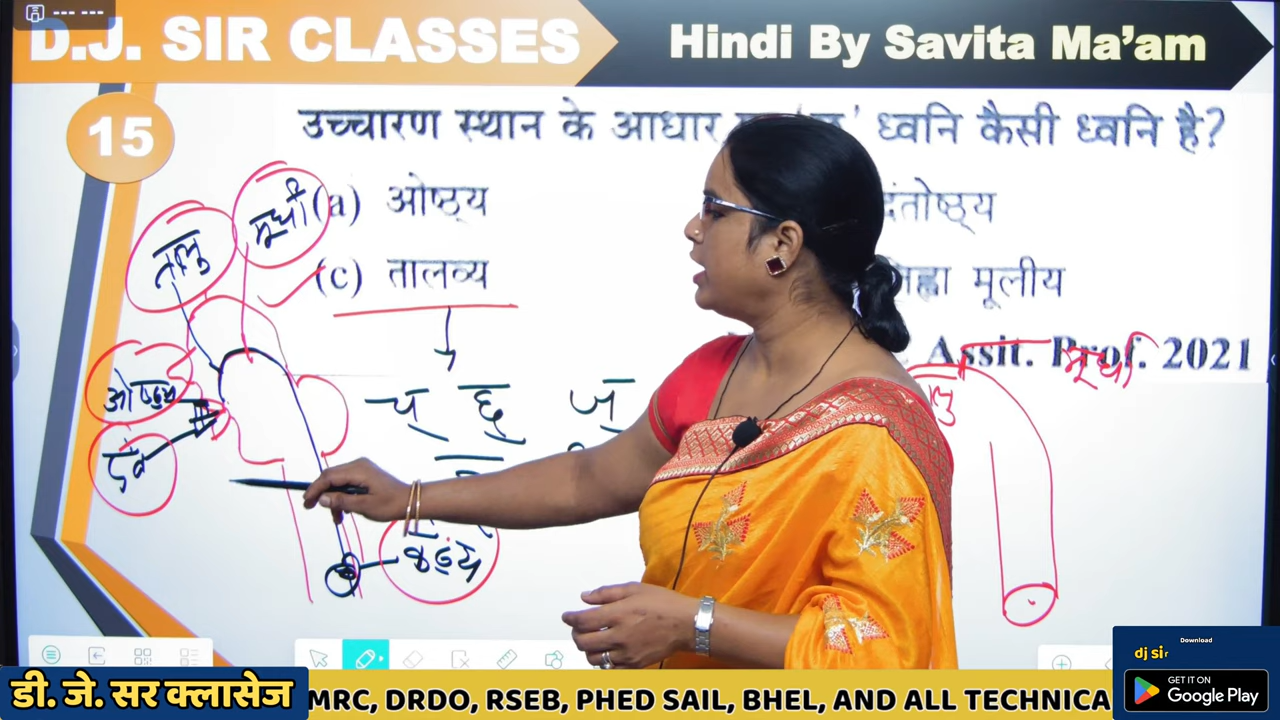 D.J. SIR CLASSES
Hindi By Savita Ma’am
15
उच्चारण स्थान के आधार ध्वनि कैसी ध्वनि है?
(a) ओष्ठ्य
दंतोष्ठ्य
(c) तालव्य
मूलीय
Assit. Prof. 2021
तालु
मूर्धा
मूर्धा
ओष्ठ्य
च् छ् ज्
कंठ्य
Download
dj sir
GET IT ON
Google Play
डी. जे. सर क्लासेज
MRC, DRDO, RSEB, PHED SAIL, BHEL, AND ALL TECHNICA